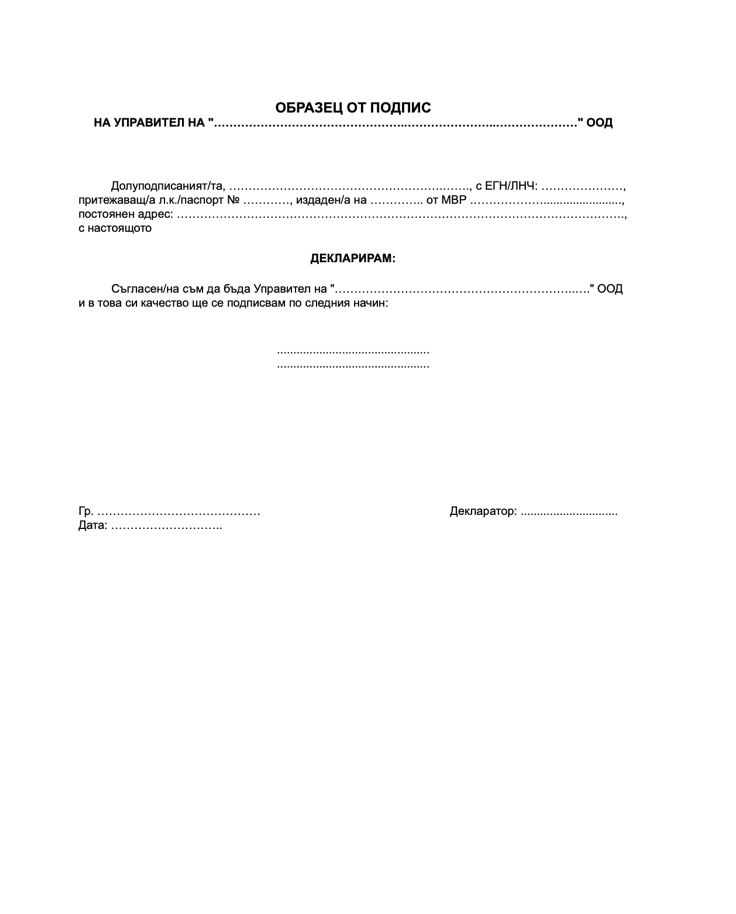 ОБРАЗЕЦ ОТ ПОДПИС
НА УПРАВИТЕЛ НА "…………………………………………..…………………..…………………" ООД
Долуподписаният/та, ……………………………………………….……., с ЕГН/ЛНЧ: …………………,
притежаващ/а л.к./паспорт № …………, издаден/а на ………….. от МВР ………………........................,
постоянен адрес: …………………………………………………………………………………………………….,
с настоящото
ДЕКЛАРИРАМ:
Съгласен/на съм да бъда Управител на "…………………………………………………….…." ООД
и в това си качество ще се подписвам по следния начин:
...............................................
...............................................
Гр. …………………………………… Декларатор: ..............................
Дата: ………………………..